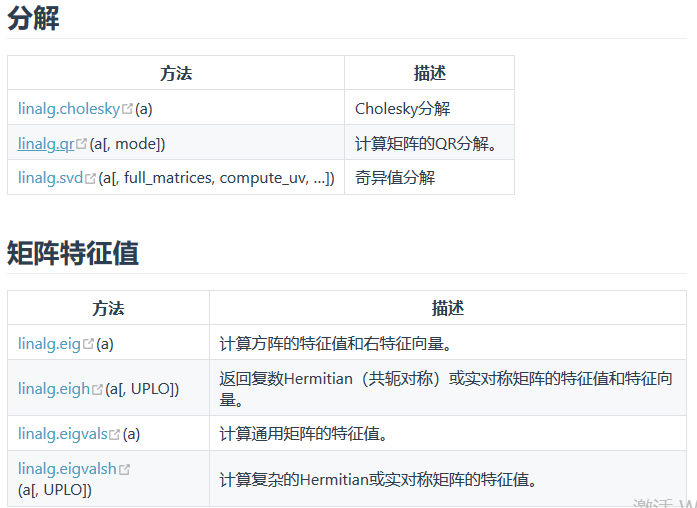 分解
方法 描述
linalg.cholesky(a) Cholesky分解
linalg.qr(a[, mode]) 计算矩阵的QR分解。
linalg.svd(a[, full_matrices, compute_uv, …]) 奇异值分解
矩阵特征值
方法 描述
linalg.eig(a) 计算方阵的特征值和右特征向量。
linalg.eigh(a[, UPLO]) 返回复数Hermitian（共轭对称）或实对称矩阵的特征值和特征向
量。
linalg.eigvals(a) 计算通用矩阵的特征值。
linalg.eigvalsh
(a[, UPLO]) 计算复杂的Hermitian或实对称矩阵的特征值。
激活 W